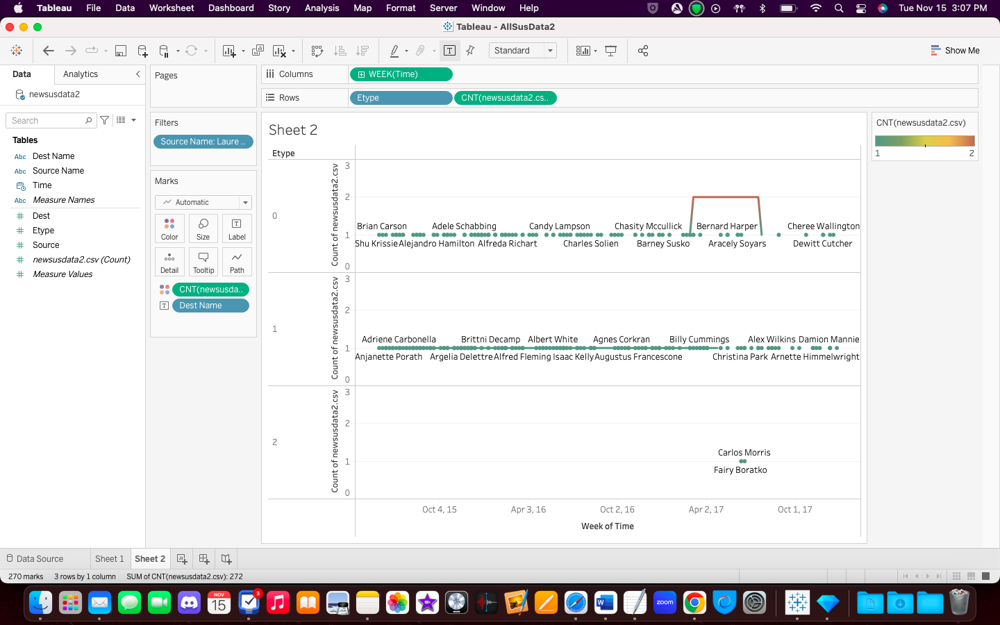 Tableau File Data Worksheet Dashboard Story Analysis Map Format Server Window Help Tue Nov 15 3:07 PM
Tableau - AllSusData2
Standard Show Me
Data Analytics
newsusdata2
Search
Tables
Abc Dest Name
Abc Source Name
Time
Abc Measure Names
Dest
Etype
Source
newsusdata2.csv (Count)
Measure Values
Pages
Filters
Source Name: Laure ..
Marks
Automatic
Color Size Label
Detail Tooltip Path
CNT(newsusda..
Dest Name
Columns WEEK(Time)
Rows Etype CNT(newsusdata2.cs..
Sheet 2
Etype
0
Count of newsusdata2.csv
3
2
1
0
Brian Carson Adele Schabbing Candy Lampson Chasity Mccullick Bernard Harper Cheree Wallington
Shu Krissie Alejandro Hamilton Alfreda Richart Charles Solien Barney Susko Aracely Soyars Dewitt Cutcher
1
Count of newsusdata2.csv
3
2
1
0
Adriene Carbonella Brittni Decamp Albert White Agnes Corkran Billy Cummings Alex Wilkins Damion Mannie
Anjanette Porath Argelia Delettre Alfred Fleming Isaac Kelly Augustus Francescone Christina Park Arnette Himmelwright
2
Count of newsusdata2.csv
3
2
1
0
Carlos Morris
Fairy Boratko
Oct 4, 15 Apr 3, 16 Oct 2, 16 Apr 2, 17 Oct 1, 17
Week of Time
CNT(newsusdata2.csv)
1 2
Data Source Sheet 1 Sheet 2
270 marks 3 rows by 1 column SUM of CNT(newsusdata2.csv): 272
NOV
15
3
zoom